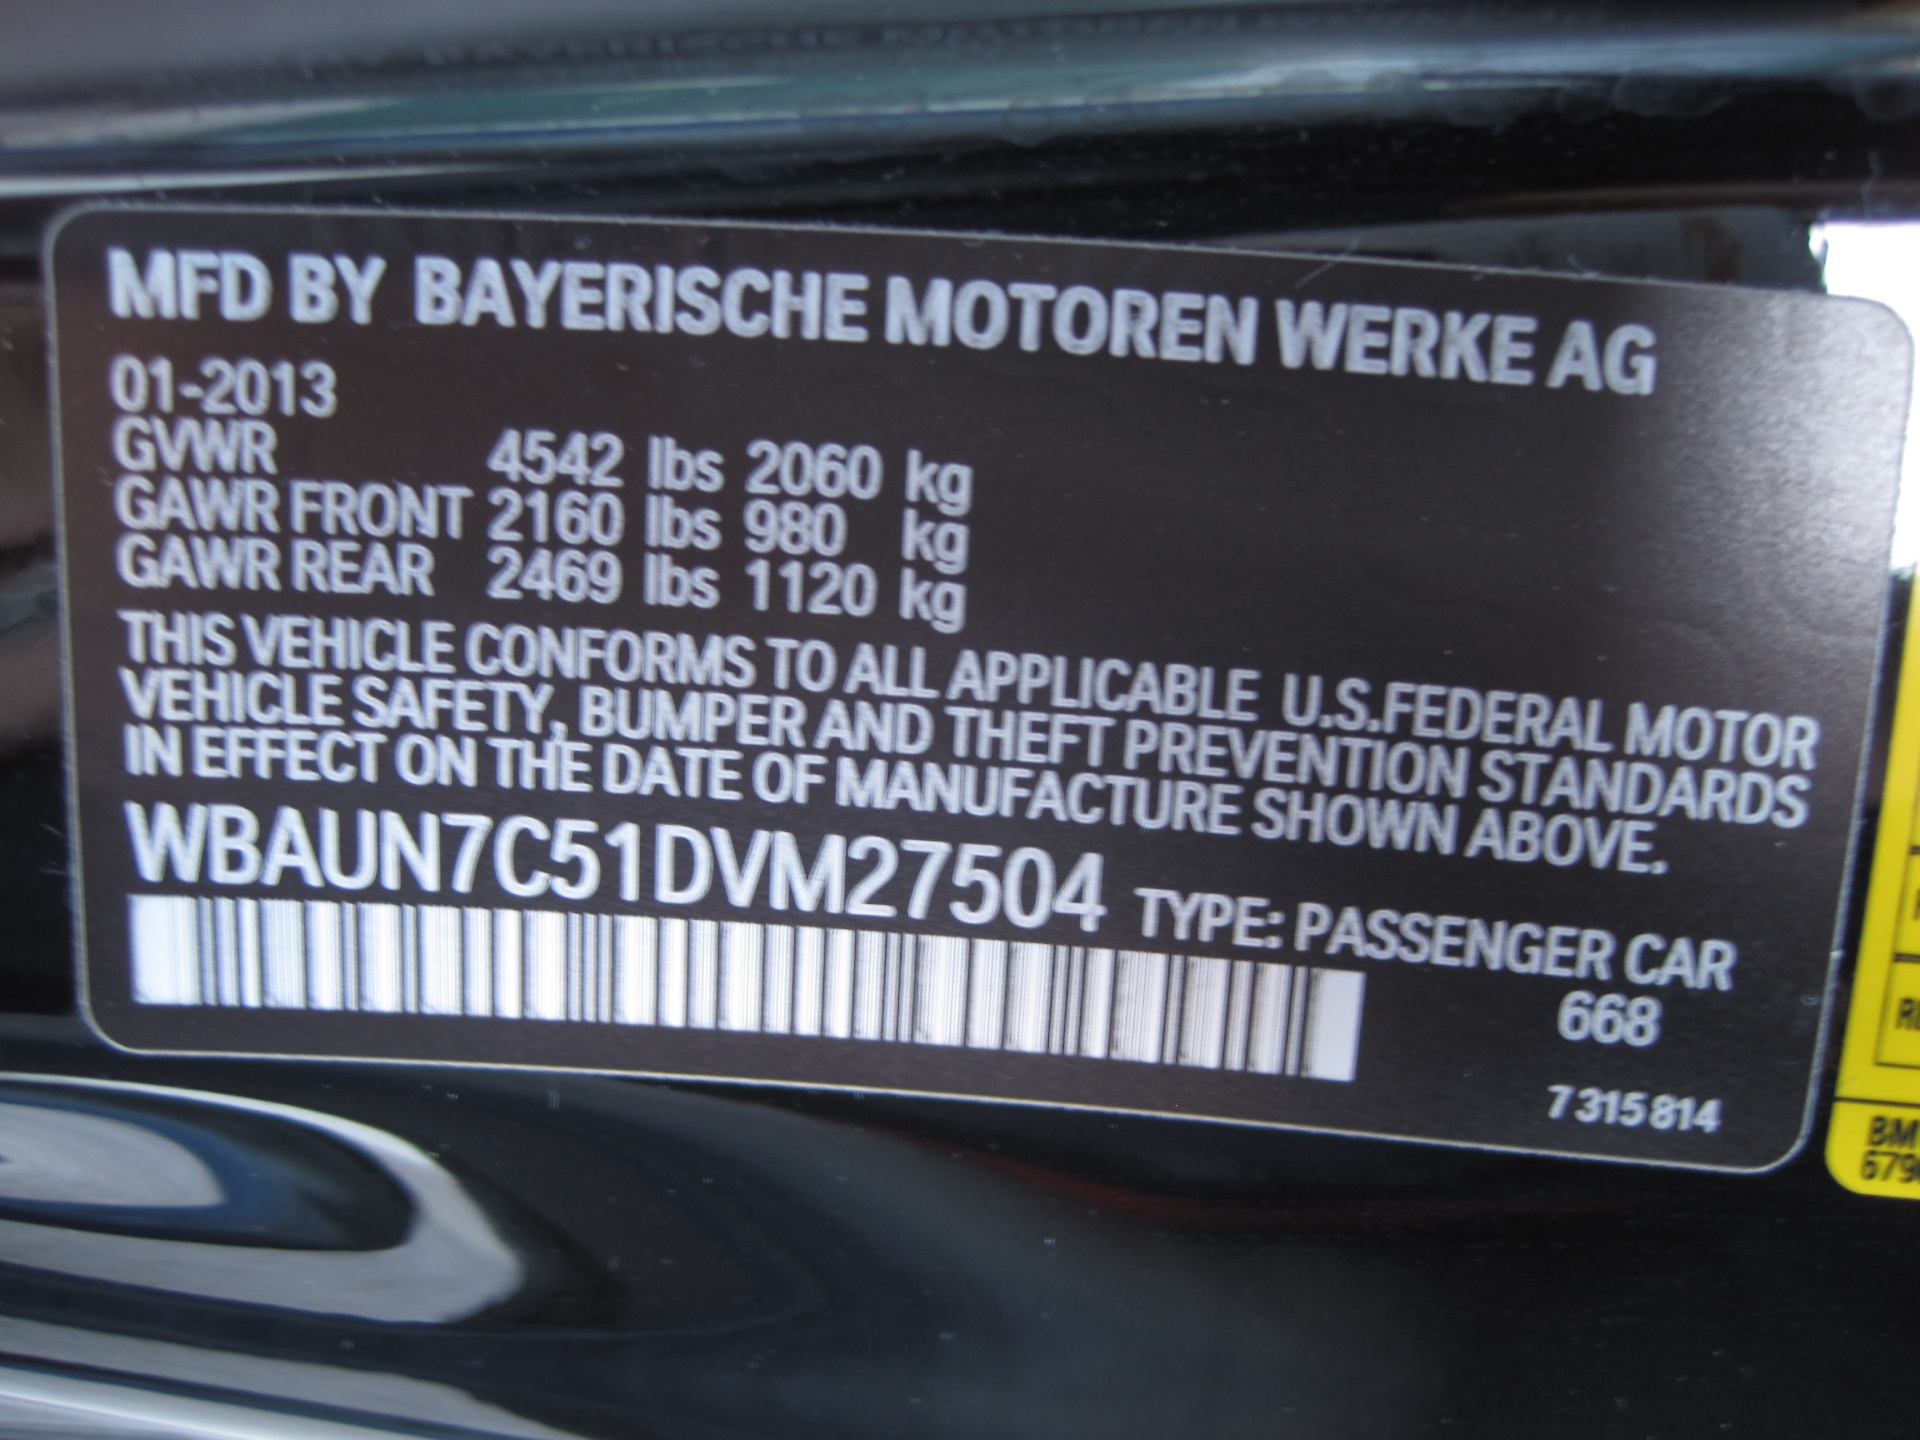 MFD BY BAYERISCHE MOTOREN WERKE AG
01-2013
GVWR 4542 lbs 2060 kg
GAWR FRONT 2160 lbs 980 kg
GAWR REAR 2469 lbs 1120 kg
THIS VEHICLE CONFORMS TO ALL APPLICABLE U.S.FEDERAL MOTOR
VEHICLE SAFETY, BUMPER AND THEFT PREVENTION STANDARDS
IN EFFECT ON THE DATE OF MANUFACTURE SHOWN ABOVE.
WBAUN7C51DVM27504 TYPE: PASSENGER CAR
668
7 315 814